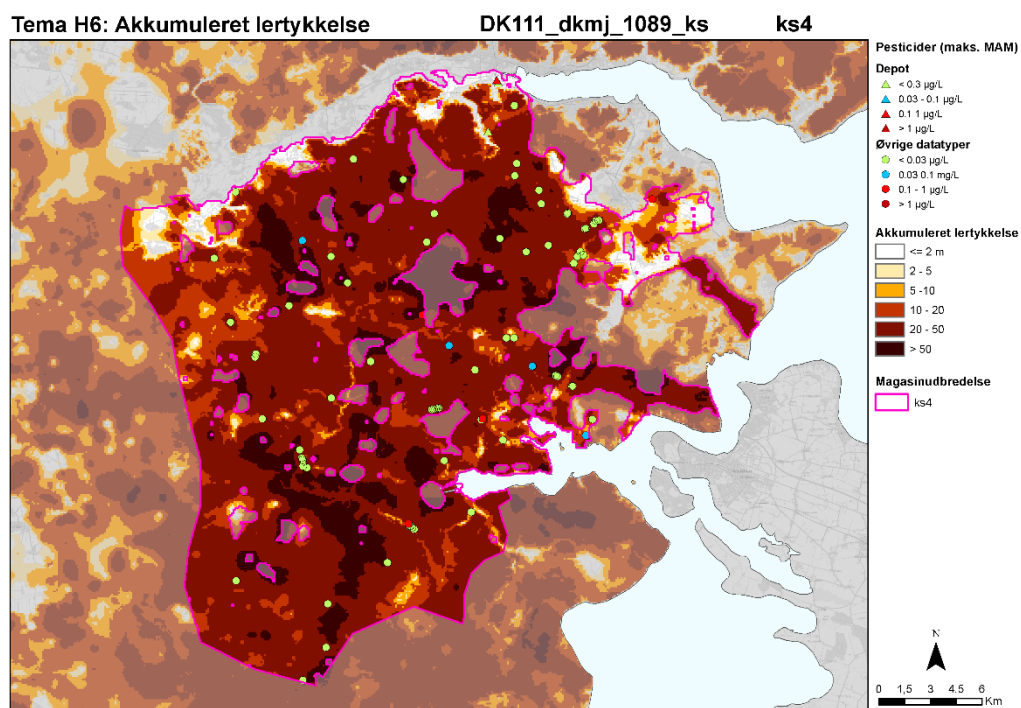 Tema H6: Akkumuleret lertykkelse DK111_dkmj_1089_ks ks4
Pesticider (maks. MAM)
Depot
< 0.3 µg/L
0.03 - 0.1 µg/L
0.1 1 µg/L
> 1 µg/L
Øvrige datatyper
< 0.03 µg/L
0.03 0.1 mg/L
0.1 - 1 µg/L
> 1 µg/L
Akkumuleret lertykkelse
<= 2 m
2 - 5
5 -10
10 - 20
20 - 50
> 50
Magasinudbredelse
ks4
N
0 1,5 3 4.5 6
Km